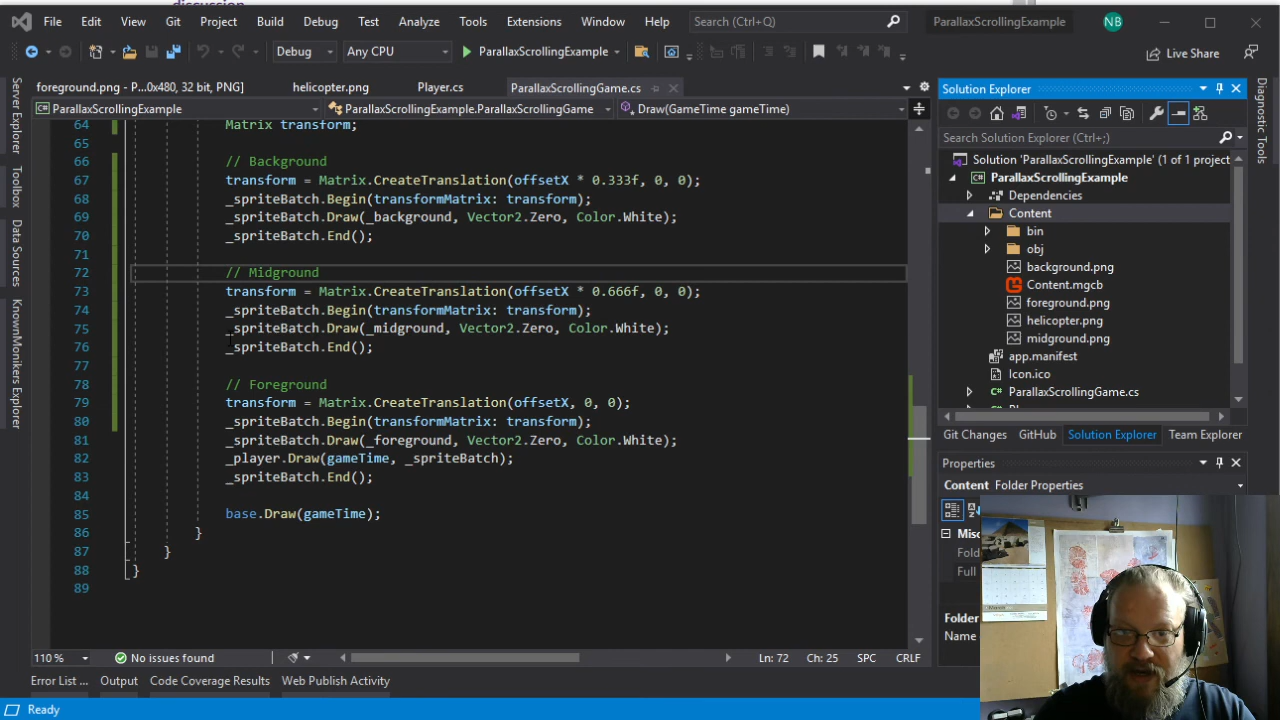 discussion
File Edit View Git Project Build Debug Test Analyze Tools Extensions Window Help Search (Ctrl+Q) ParallaxScrollingExample NB
Debug Any CPU ParallaxScrollingExample Live Share
foreground.png - P...0x480, 32 bit, PNG] helicopter.png Player.cs ParallaxScrollingGame.cs
ParallaxScrollingExample ParallaxScrollingExample.ParallaxScrollingGame Draw(GameTime gameTime)
64 Matrix transform;
65
66 // Background
67 transform = Matrix.CreateTranslation(offsetX * 0.333f, 0, 0);
68 _spriteBatch.Begin(transformMatrix: transform);
69 _spriteBatch.Draw(_background, Vector2.Zero, Color.White);
70 _spriteBatch.End();
71
72 // Midground
73 transform = Matrix.CreateTranslation(offsetX * 0.666f, 0, 0);
74 _spriteBatch.Begin(transformMatrix: transform);
75 _spriteBatch.Draw(_midground, Vector2.Zero, Color.White);
76 _spriteBatch.End();
77
78 // Foreground
79 transform = Matrix.CreateTranslation(offsetX, 0, 0);
80 _spriteBatch.Begin(transformMatrix: transform);
81 _spriteBatch.Draw(_foreground, Vector2.Zero, Color.White);
82 _player.Draw(gameTime, _spriteBatch);
83 _spriteBatch.End();
84
85 base.Draw(gameTime);
86 }
87 }
88 }
89
110 % No issues found Ln: 72 Ch: 25 SPC CRLF
Error List ... Output Code Coverage Results Web Publish Activity
Ready
Server Explorer
Toolbox
Data Sources
KnownMonikers Explorer
Solution Explorer
Search Solution Explorer (Ctrl+;)
Solution 'ParallaxScrollingExample' (1 of 1 project
ParallaxScrollingExample
Dependencies
Content
bin
obj
background.png
Content.mgcb
foreground.png
helicopter.png
midground.png
app.manifest
Icon.ico
ParallaxScrollingGame.cs
Git Changes GitHub Solution Explorer Team Explorer
Properties
Content Folder Properties
Misc
Fold
Full
Folder
Name
Diagnostic Tools